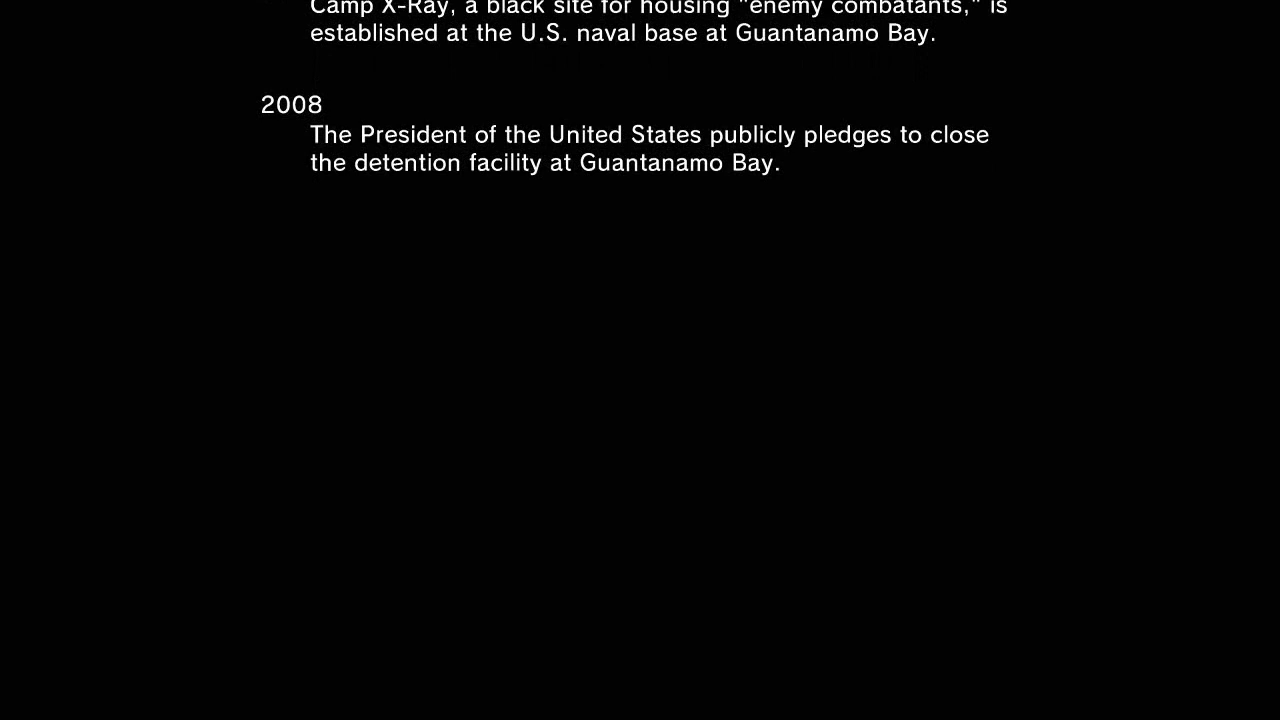 Camp X-Ray, a black site for housing "enemy combatants," is
established at the U.S. naval base at Guantanamo Bay.
2008
The President of the United States publicly pledges to close
the detention facility at Guantanamo Bay.